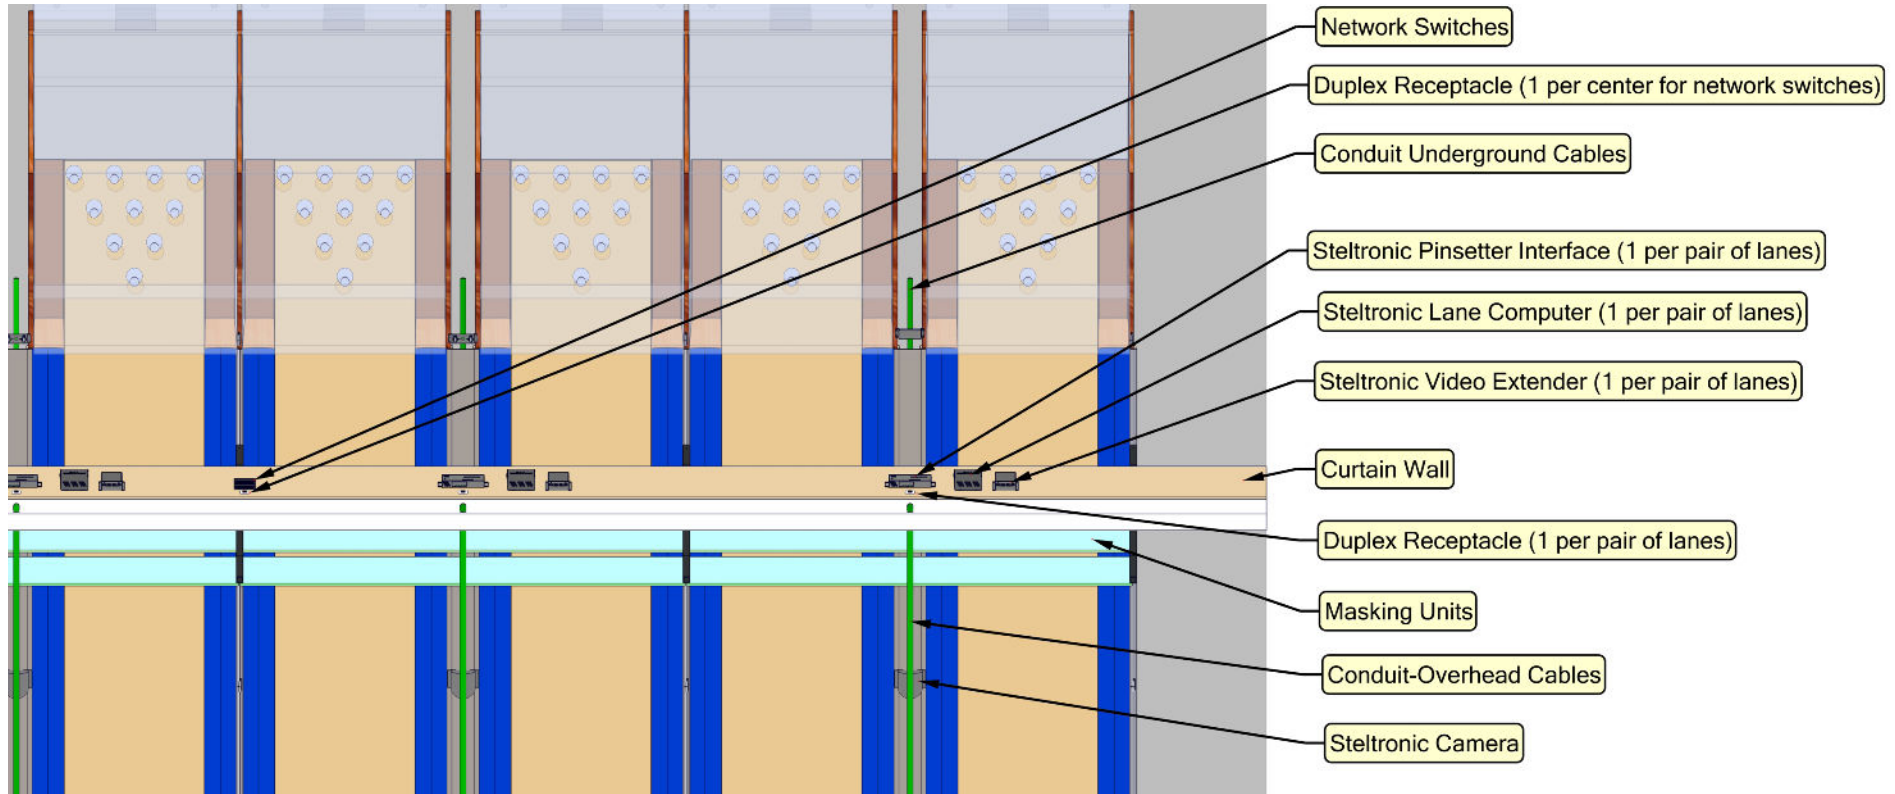 Network Switches
Duplex Receptacle (1 per center for network switches)
Conduit Underground Cables
Steltronic Pinsetter Interface (1 per pair of lanes)
Steltronic Lane Computer (1 per pair of lanes)
Steltronic Video Extender (1 per pair of lanes)
Curtain Wall
Duplex Receptacle (1 per pair of lanes)
Masking Units
Conduit-Overhead Cables
Steltronic Camera